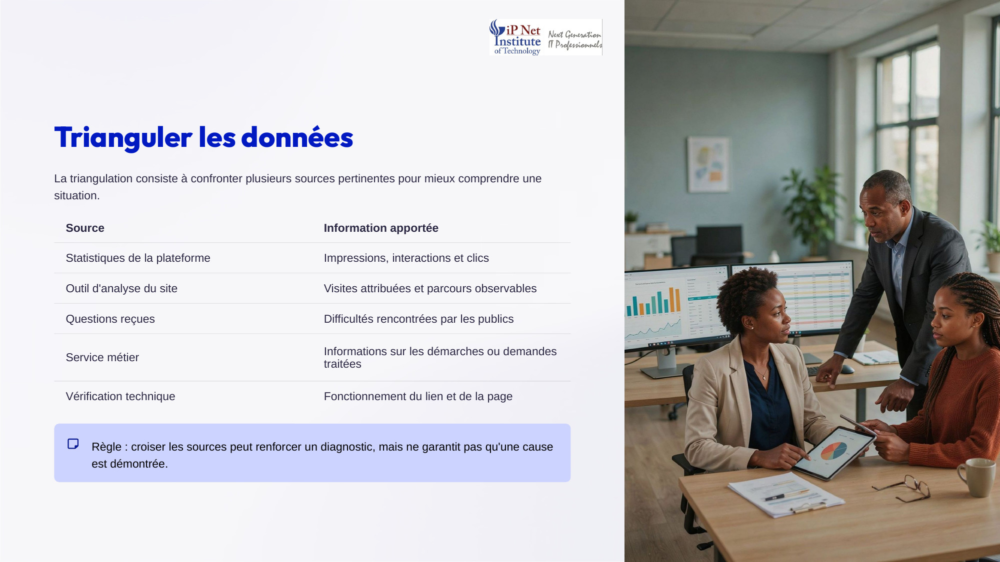 iP Net
Institute
of Technology
Next Generation
IT Professionnels
Trianguler les données
La triangulation consiste à confronter plusieurs sources pertinentes pour mieux comprendre une
situation.
Source Information apportée
Statistiques de la plateforme Impressions, interactions et clics
Outil d'analyse du site Visites attribuées et parcours observables
Questions reçues Difficultés rencontrées par les publics
Service métier Informations sur les démarches ou demandes
traitées
Vérification technique Fonctionnement du lien et de la page
Règle : croiser les sources peut renforcer un diagnostic, mais ne garantit pas qu'une cause
est démontrée.